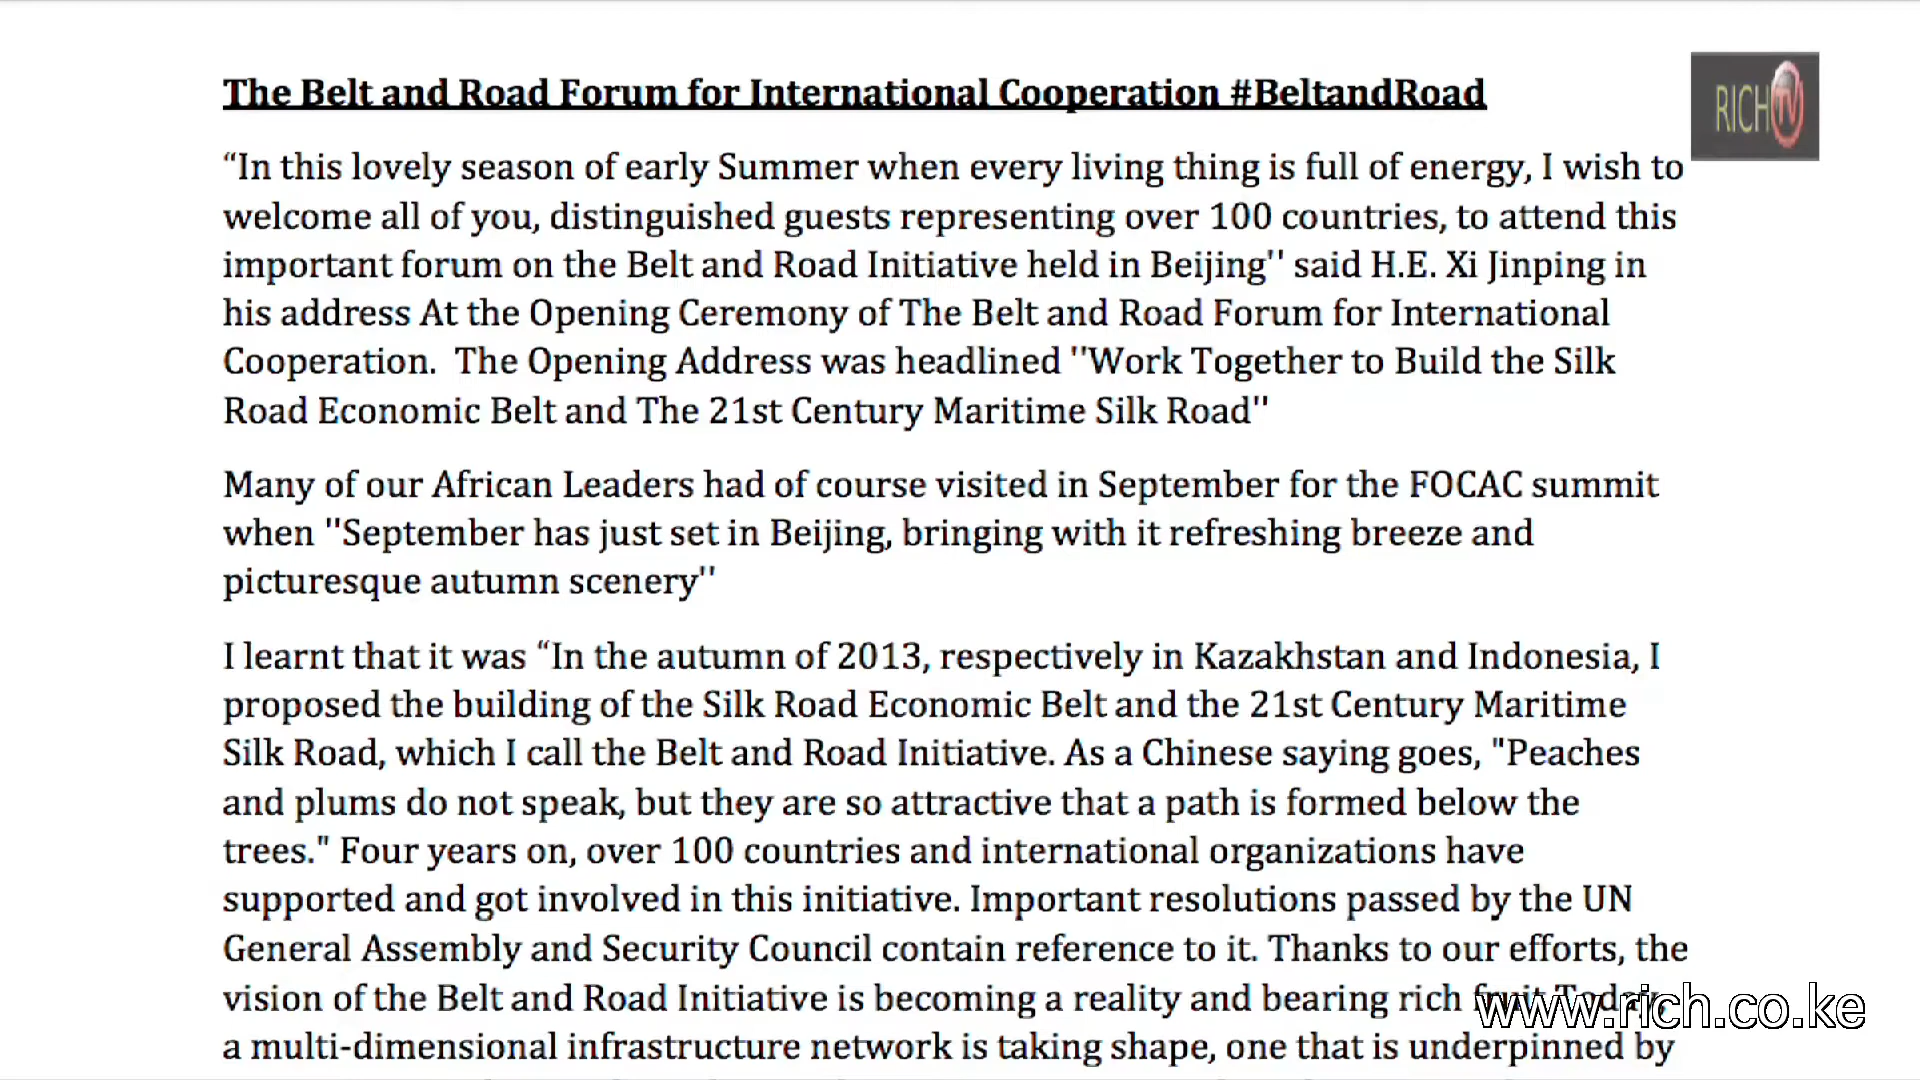 The Belt and Road Forum for International Cooperation #BeltandRoad
RICH TV
“In this lovely season of early Summer when every living thing is full of energy, I wish to
welcome all of you, distinguished guests representing over 100 countries, to attend this
important forum on the Belt and Road Initiative held in Beijing" said H.E. Xi Jinping in
his address At the Opening Ceremony of The Belt and Road Forum for International
Cooperation.  The Opening Address was headlined "Work Together to Build the Silk
Road Economic Belt and The 21st Century Maritime Silk Road"
Many of our African Leaders had of course visited in September for the FOCAC summit
when "September has just set in Beijing, bringing with it refreshing breeze and
picturesque autumn scenery"
I learnt that it was “In the autumn of 2013, respectively in Kazakhstan and Indonesia, I
proposed the building of the Silk Road Economic Belt and the 21st Century Maritime
Silk Road, which I call the Belt and Road Initiative. As a Chinese saying goes, "Peaches
and plums do not speak, but they are so attractive that a path is formed below the
trees." Four years on, over 100 countries and international organizations have
supported and got involved in this initiative. Important resolutions passed by the UN
General Assembly and Security Council contain reference to it. Thanks to our efforts, the
vision of the Belt and Road Initiative is becoming a reality and bearing rich
www.rich.co.ke
a multi-dimensional infrastructure network is taking shape, one that is underpinned by